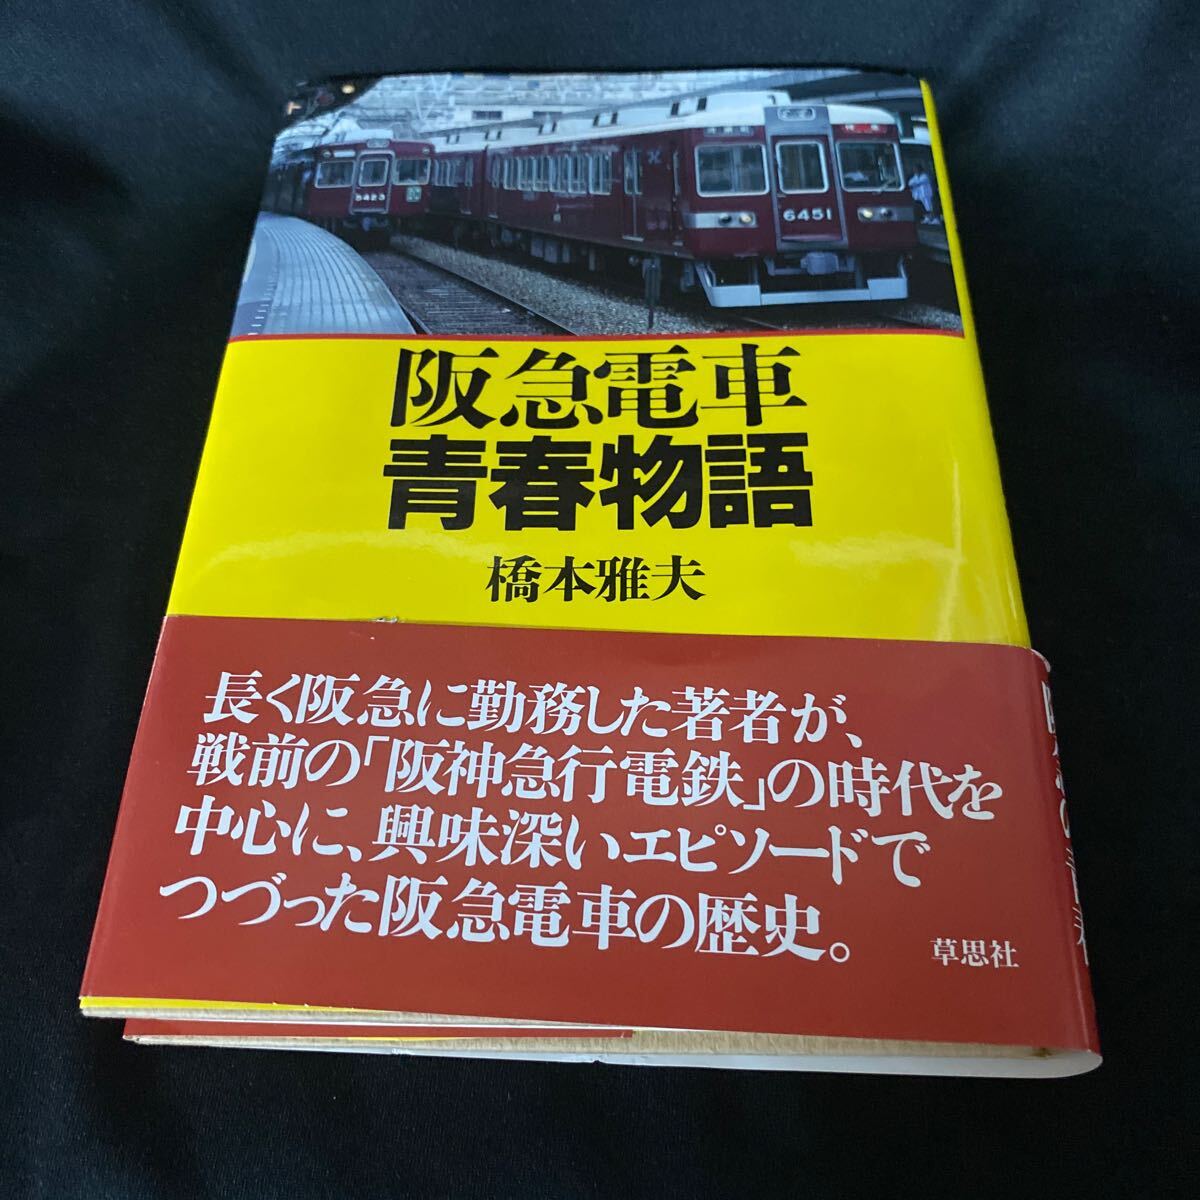 5423
6451
阪急電車
青春物語
橋本雅夫
長く阪急に勤務した著者が、
戦前の「阪神急行電鉄」の時代を
中心に、興味深いエピソードで
つづった阪急電車の歴史。
草思社